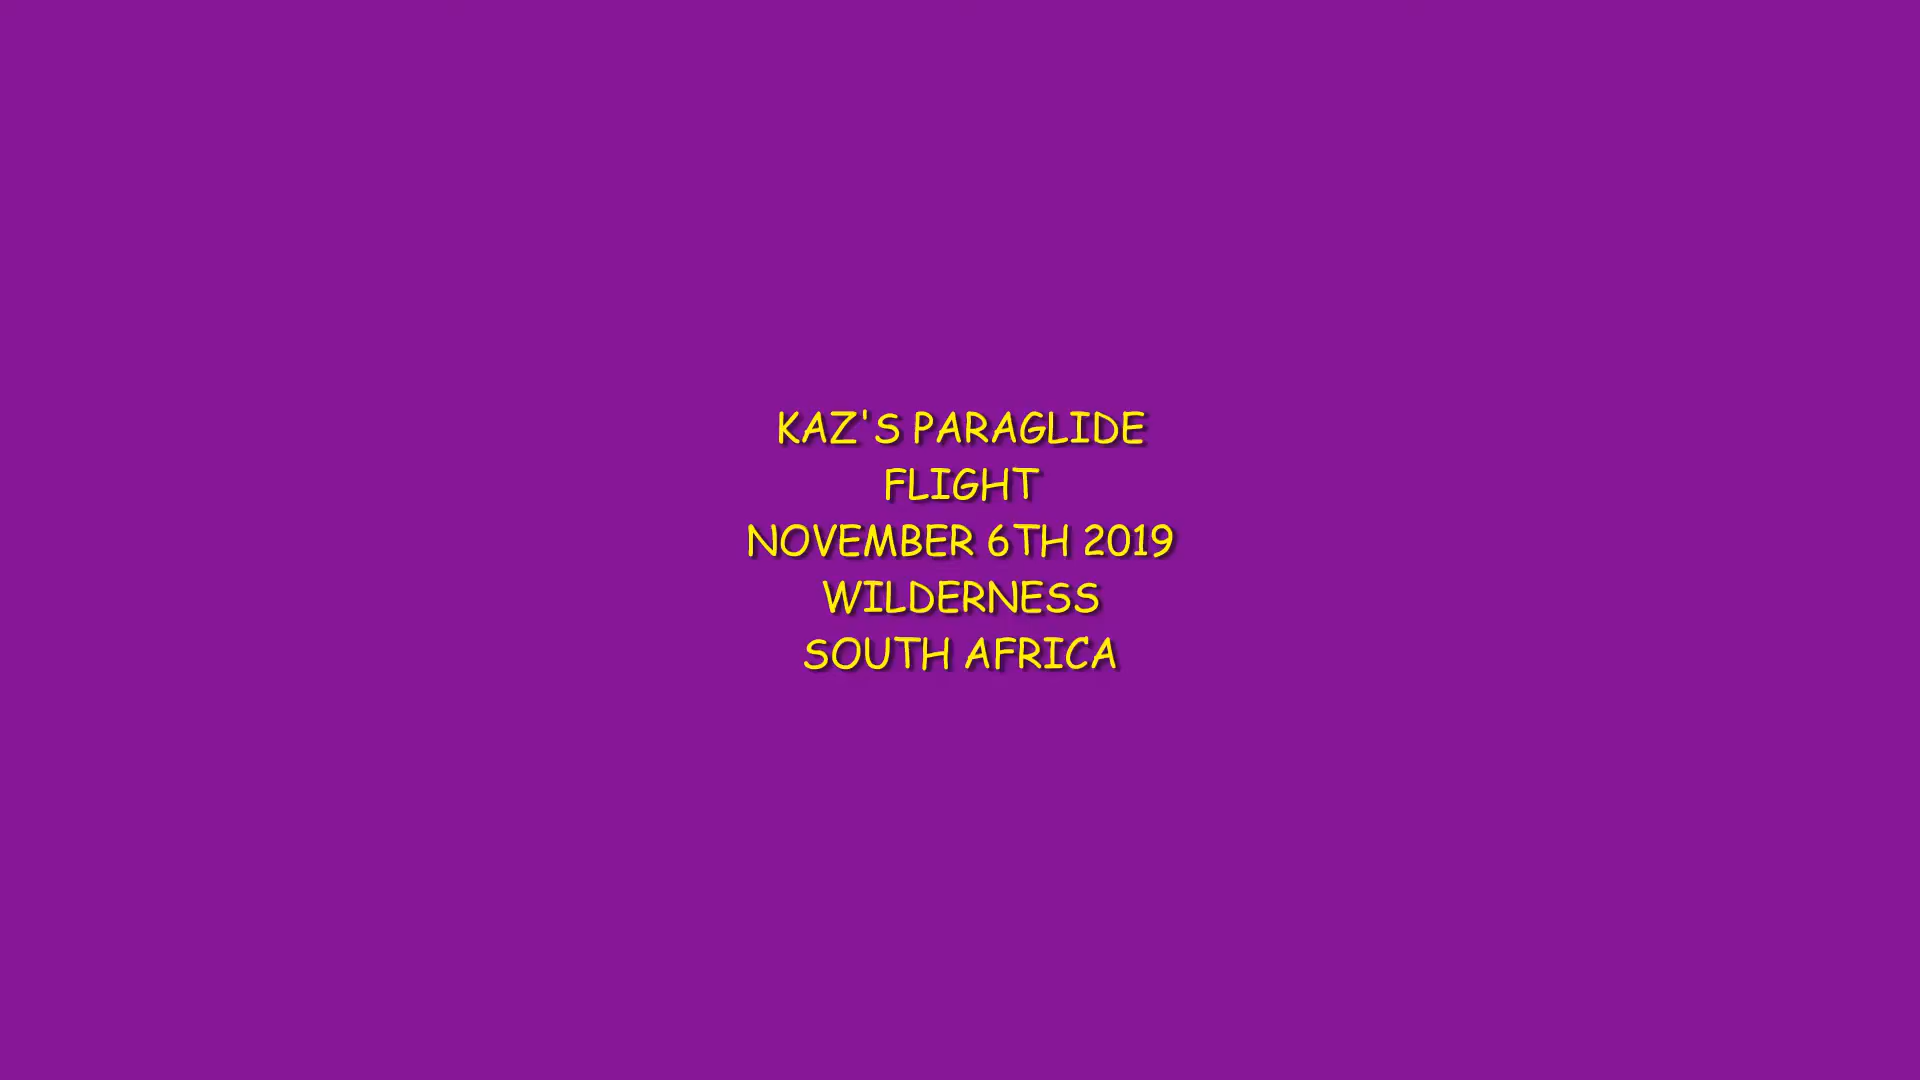 KAZ'S PARAGLIDE
FLIGHT
NOVEMBER 6TH 2019
WILDERNESS
SOUTH AFRICA